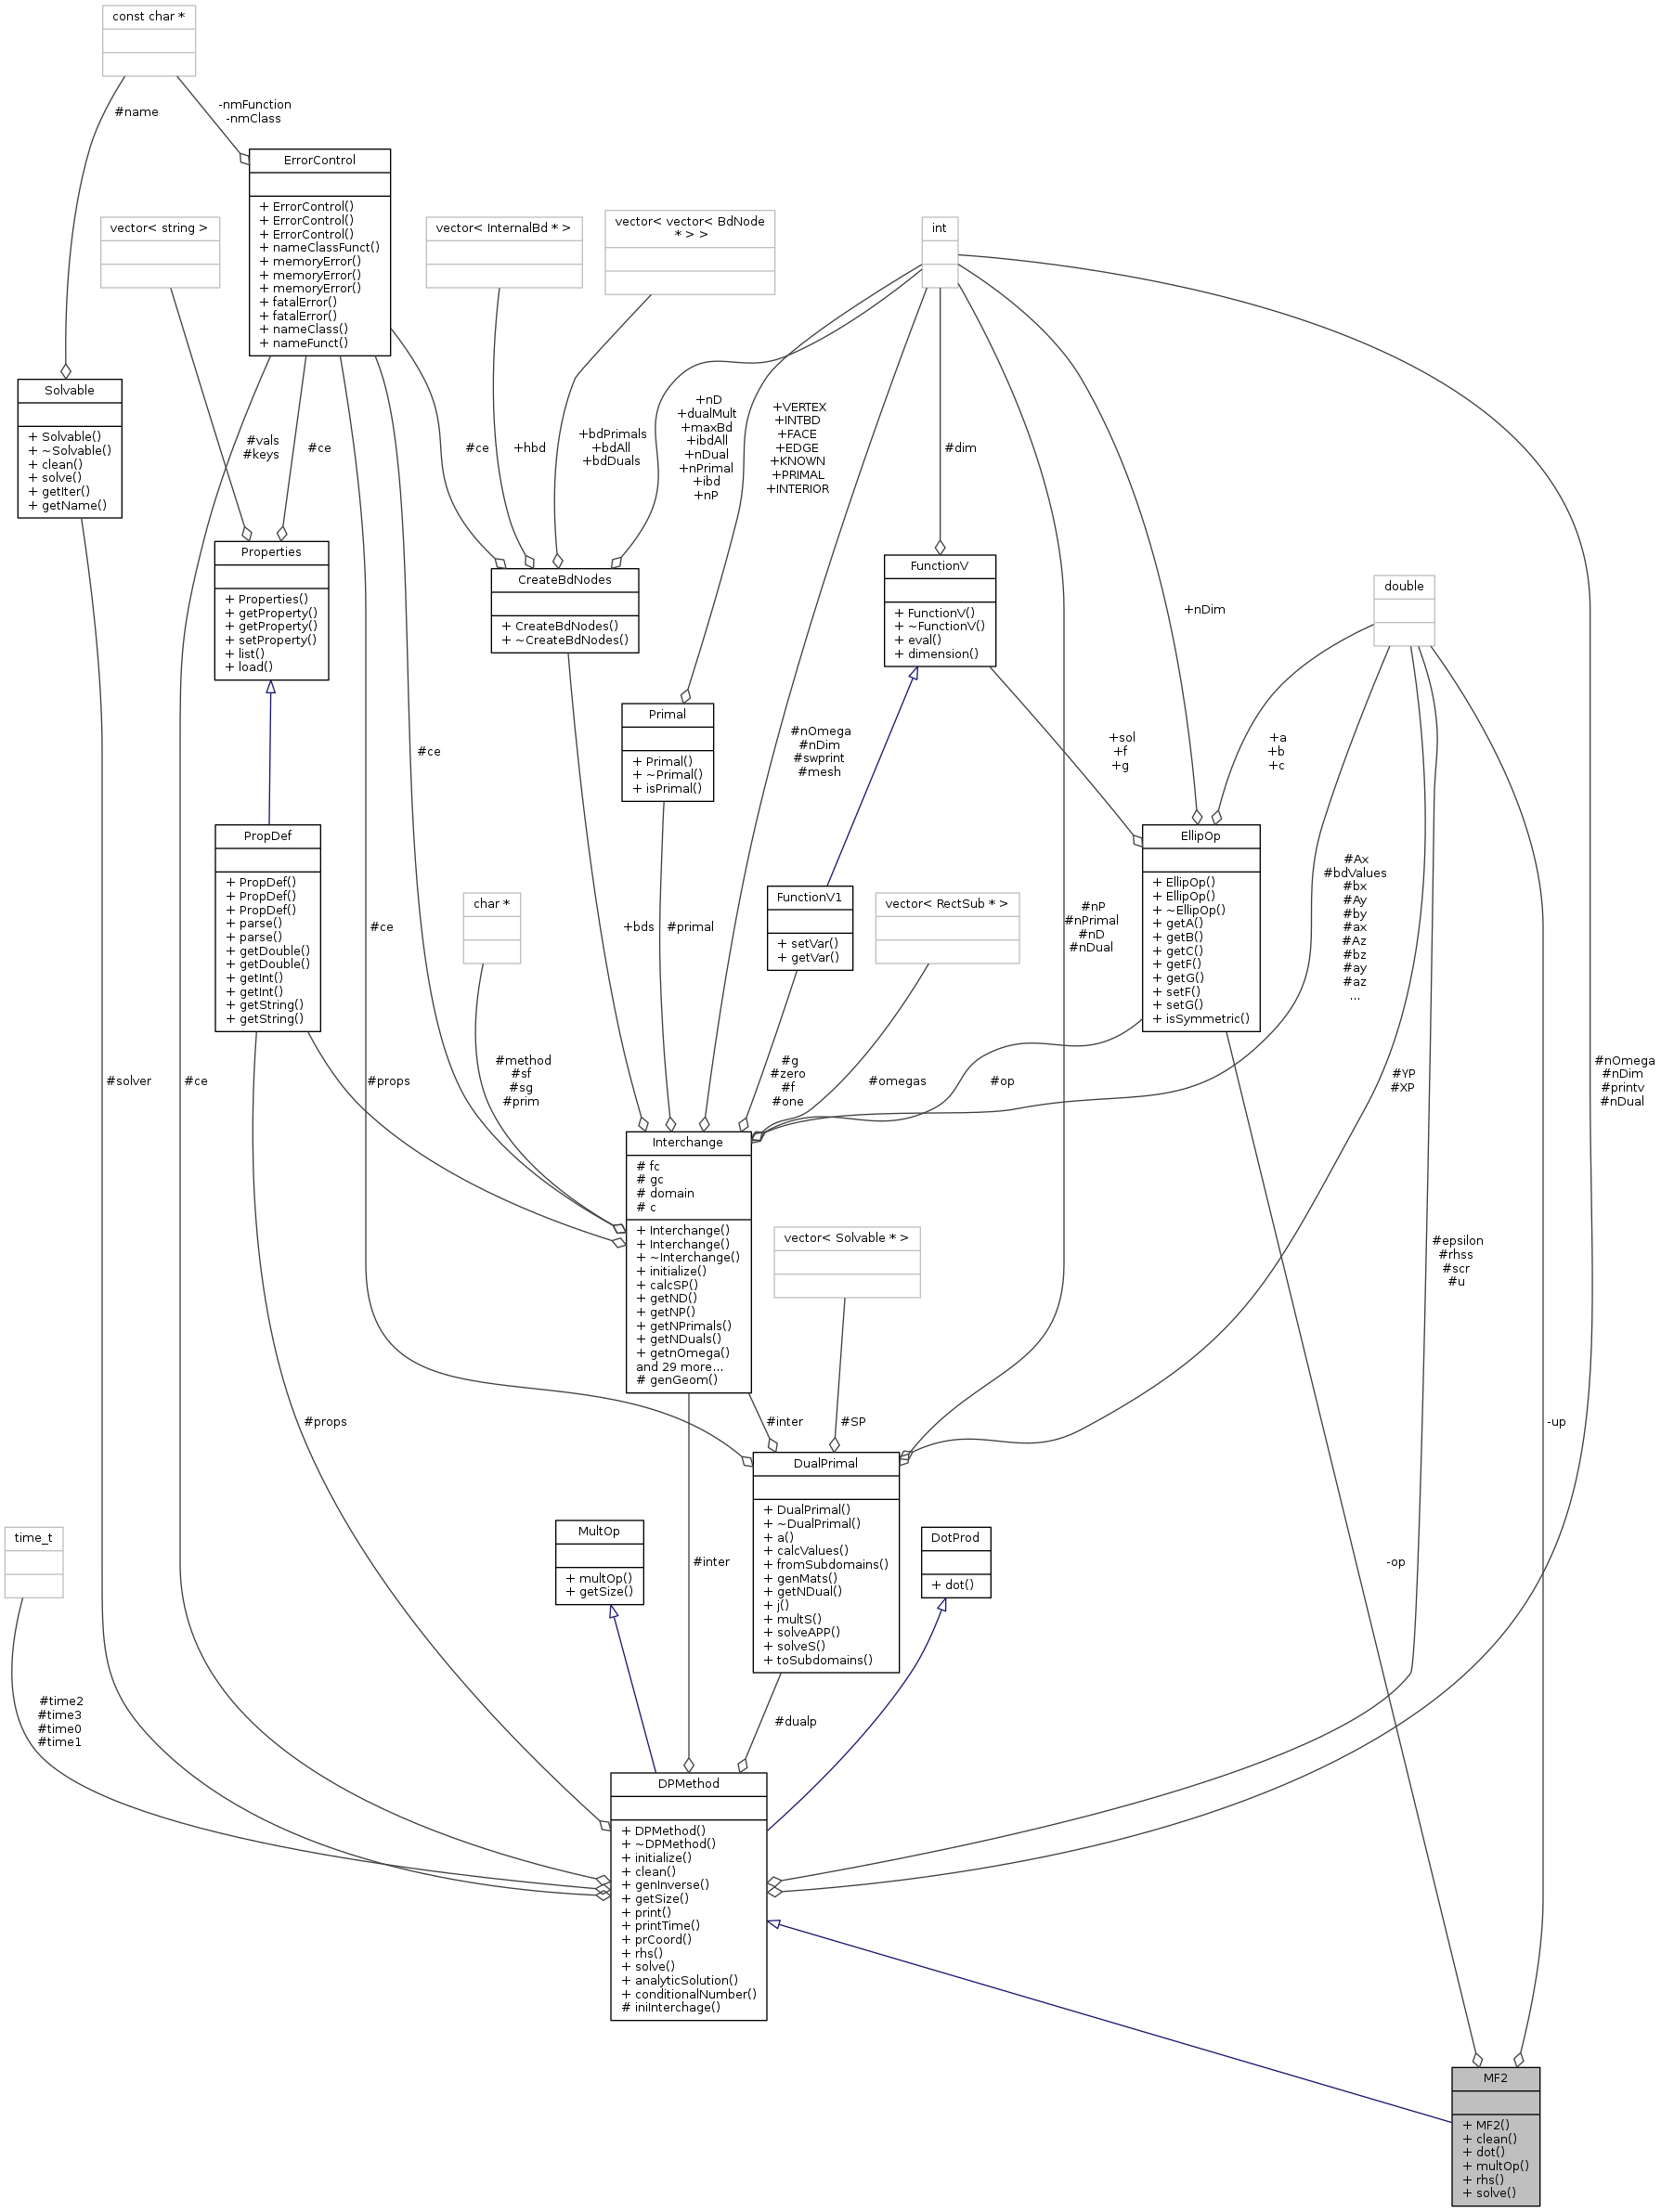 const char *
#name
-nmFunction
-nmClass
ErrorControl
+ ErrorControl()
+ ErrorControl()
+ ErrorControl()
+ nameClassFunct()
+ memoryError()
+ memoryError()
+ memoryError()
+ fatalError()
+ fatalError()
+ nameClass()
+ nameFunct()
vector< string >
vector< InternalBd * >
vector< vector< BdNode
* > >
int
Solvable
+ Solvable()
+ ~Solvable()
+ clean()
+ solve()
+ getIter()
+ getName()
#vals
#keys
#ce
#ce
+hbd
+bdPrimals
+bdAll
+bdDuals
+nD
+dualMult
+maxBd
+ibdAll
+nDual
+nPrimal
+ibd
+nP
+VERTEX
+INTBD
+FACE
+EDGE
+KNOWN
+PRIMAL
+INTERIOR
#dim
Properties
+ Properties()
+ getProperty()
+ getProperty()
+ setProperty()
+ list()
+ load()
CreateBdNodes
+ CreateBdNodes()
+ ~CreateBdNodes()
FunctionV
+ FunctionV()
+ ~FunctionV()
+ eval()
+ dimension()
+nDim
double
Primal
+ Primal()
+ ~Primal()
+ isPrimal()
#ce
#nOmega
#nDim
#swprint
#mesh
+sol
+f
+g
+a
+b
+c
PropDef
+ PropDef()
+ PropDef()
+ PropDef()
+ parse()
+ parse()
+ getDouble()
+ getDouble()
+ getInt()
+ getInt()
+ getString()
+ getString()
#ce
char *
+bds
#primal
FunctionV1
+ setVar()
+ getVar()
vector< RectSub * >
#nP
#nPrimal
#nD
#nDual
EllipOp
+ EllipOp()
+ EllipOp()
+ ~EllipOp()
+ getA()
+ getB()
+ getC()
+ getF()
+ getG()
+ setF()
+ setG()
+ isSymmetric()
#Ax
#bdValues
#bx
#Ay
#by
#ax
#Az
#bz
#ay
#az
...
#solver
#ce
#props
#method
#sf
#sg
#prim
#g
#zero
#f
#one
#omegas
#op
#YP
#XP
#nOmega
#nDim
#printv
#nDual
Interchange
# fc
# gc
# domain
# c
+ Interchange()
+ Interchange()
+ ~Interchange()
+ initialize()
+ calcSP()
+ getND()
+ getNP()
+ getNPrimals()
+ getNDuals()
+ getnOmega()
and 29 more...
# genGeom()
vector< Solvable * >
#epsilon
#rhss
#scr
#u
#props
#inter
#SP
-up
DualPrimal
+ DualPrimal()
+ ~DualPrimal()
+ a()
+ calcValues()
+ fromSubdomains()
+ genMats()
+ getNDual()
+ j()
+ multS()
+ solveAPP()
+ solveS()
+ toSubdomains()
time_t
MultOp
+ multOp()
+ getSize()
#inter
DotProd
+ dot()
-op
#time2
#time3
#time0
#time1
#dualp
DPMethod
+ DPMethod()
+ ~DPMethod()
+ initialize()
+ clean()
+ genInverse()
+ getSize()
+ print()
+ printTime()
+ prCoord()
+ rhs()
+ solve()
+ analyticSolution()
+ conditionalNumber()
# iniInterchage()
MF2
+ MF2()
+ clean()
+ dot()
+ multOp()
+ rhs()
+ solve()